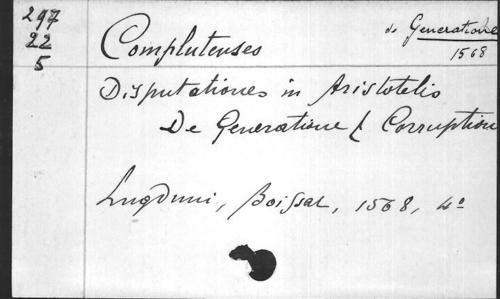 297
22
5
Complutenses
de Generatione
1568
Disputationes in Aristotelis
De Generatione & Corruptione
Lugduni, Boissat, 1568, 4º